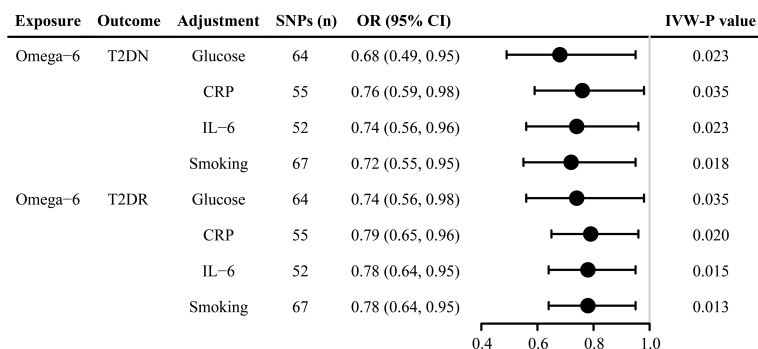 Exposure Outcome Adjustment SNPs (n) OR (95% CI) IVW-P value
Omega−6 T2DN Glucose 64 0.68 (0.49, 0.95) 0.023
CRP 55 0.76 (0.59, 0.98) 0.035
IL−6 52 0.74 (0.56, 0.96) 0.023
Smoking 67 0.72 (0.55, 0.95) 0.018
Omega−6 T2DR Glucose 64 0.74 (0.56, 0.98) 0.035
CRP 55 0.79 (0.65, 0.96) 0.020
IL−6 52 0.78 (0.64, 0.95) 0.015
Smoking 67 0.78 (0.64, 0.95) 0.013
0.4 0.6 0.8 1.0